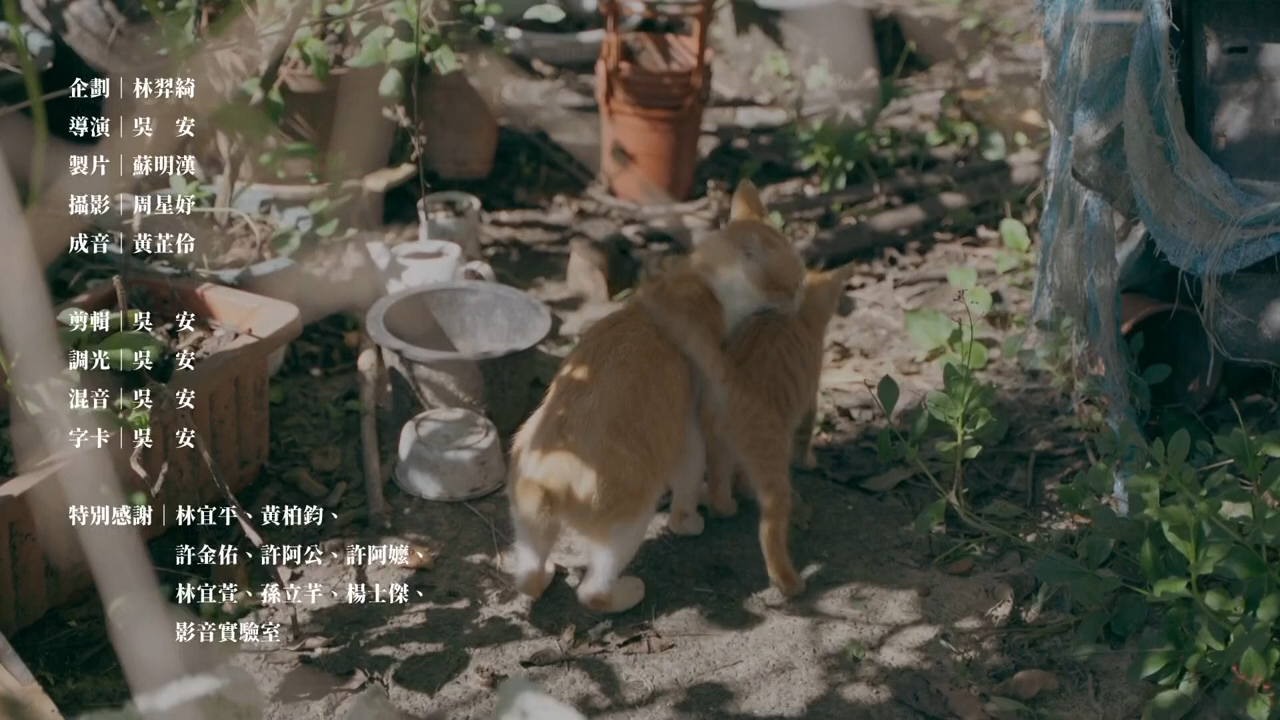 企劃｜林羿綺
導演｜吳　安
製片｜蘇明漢
攝影｜周星妤
成音｜黃芷伶
剪輯｜吳　安
調光｜吳　安
混音｜吳　安
字卡｜吳　安
特別感謝｜林宜平、黃柏鈞、
許金佑、許阿公、許阿嬤、
林宜萱、孫立芊、楊士傑、
影音實驗室